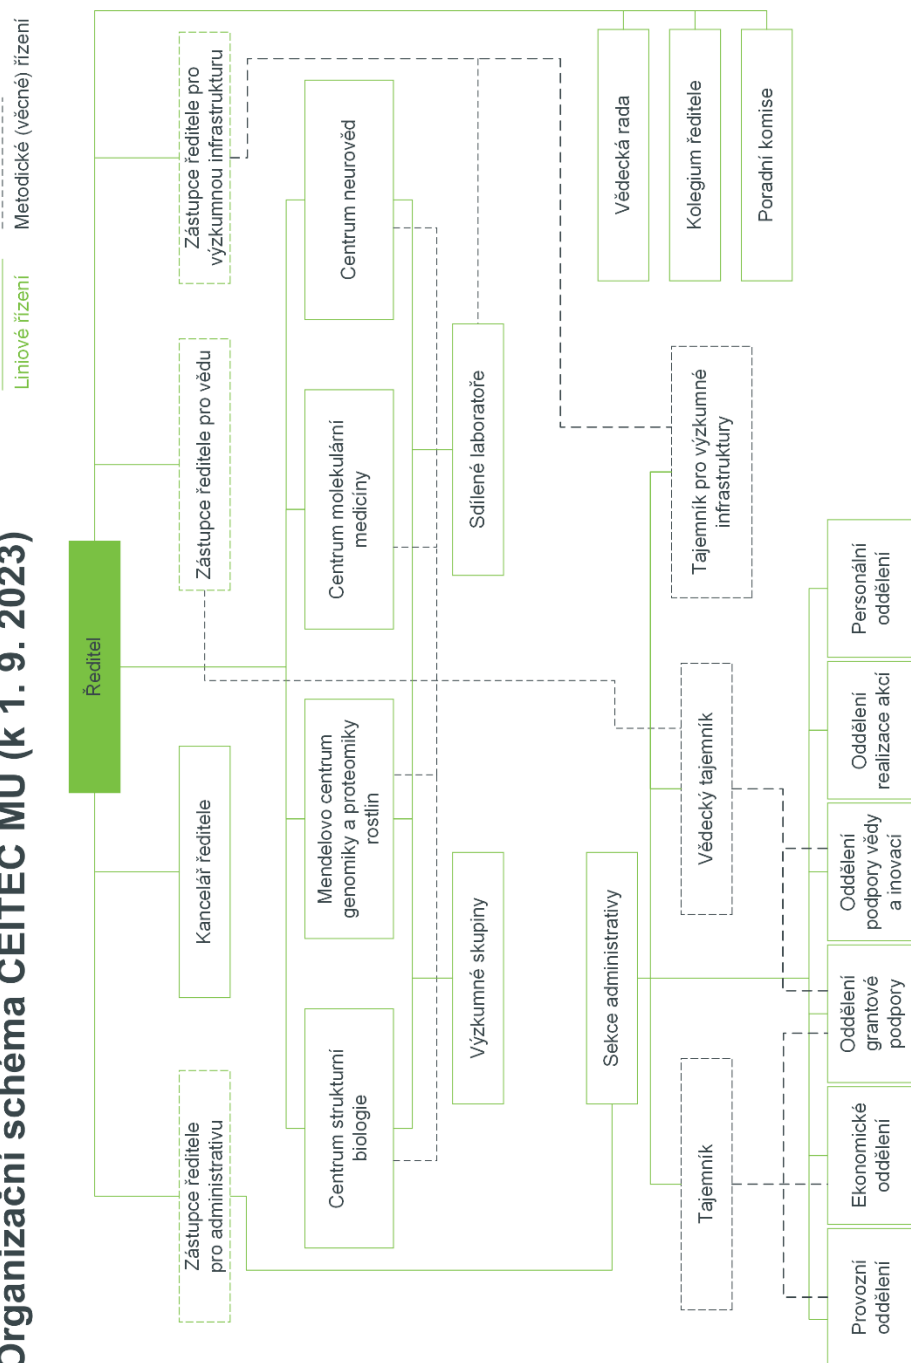 Organizační schéma CEITEC MU (k 1. 9. 2023)
Liniové řízení
Metodické (věcné) řízení
Ředitel
Zástupce ředitele
pro administrativu
Kancelář ředitele
Zástupce ředitele pro vědu
Zástupce ředitele pro
výzkumnou infrastrukturu
Centrum strukturní
biologie
Mendelovo centrum
genomiky a proteomiky
rostlin
Centrum molekulární
medicíny
Centrum neurověd
Výzkumné skupiny
Sdílené laboratoře
Sekce administrativy
Vědecká rada
Kolegium ředitele
Poradní komise
Tajemník
Vědecký tajemník
Tajemník pro výzkumné
infrastruktury
Provozní
oddělení
Ekonomické
oddělení
Oddělení
grantové
podpory
Oddělení
podpory vědy
a inovací
Oddělení
realizace akcí
Personální
oddělení